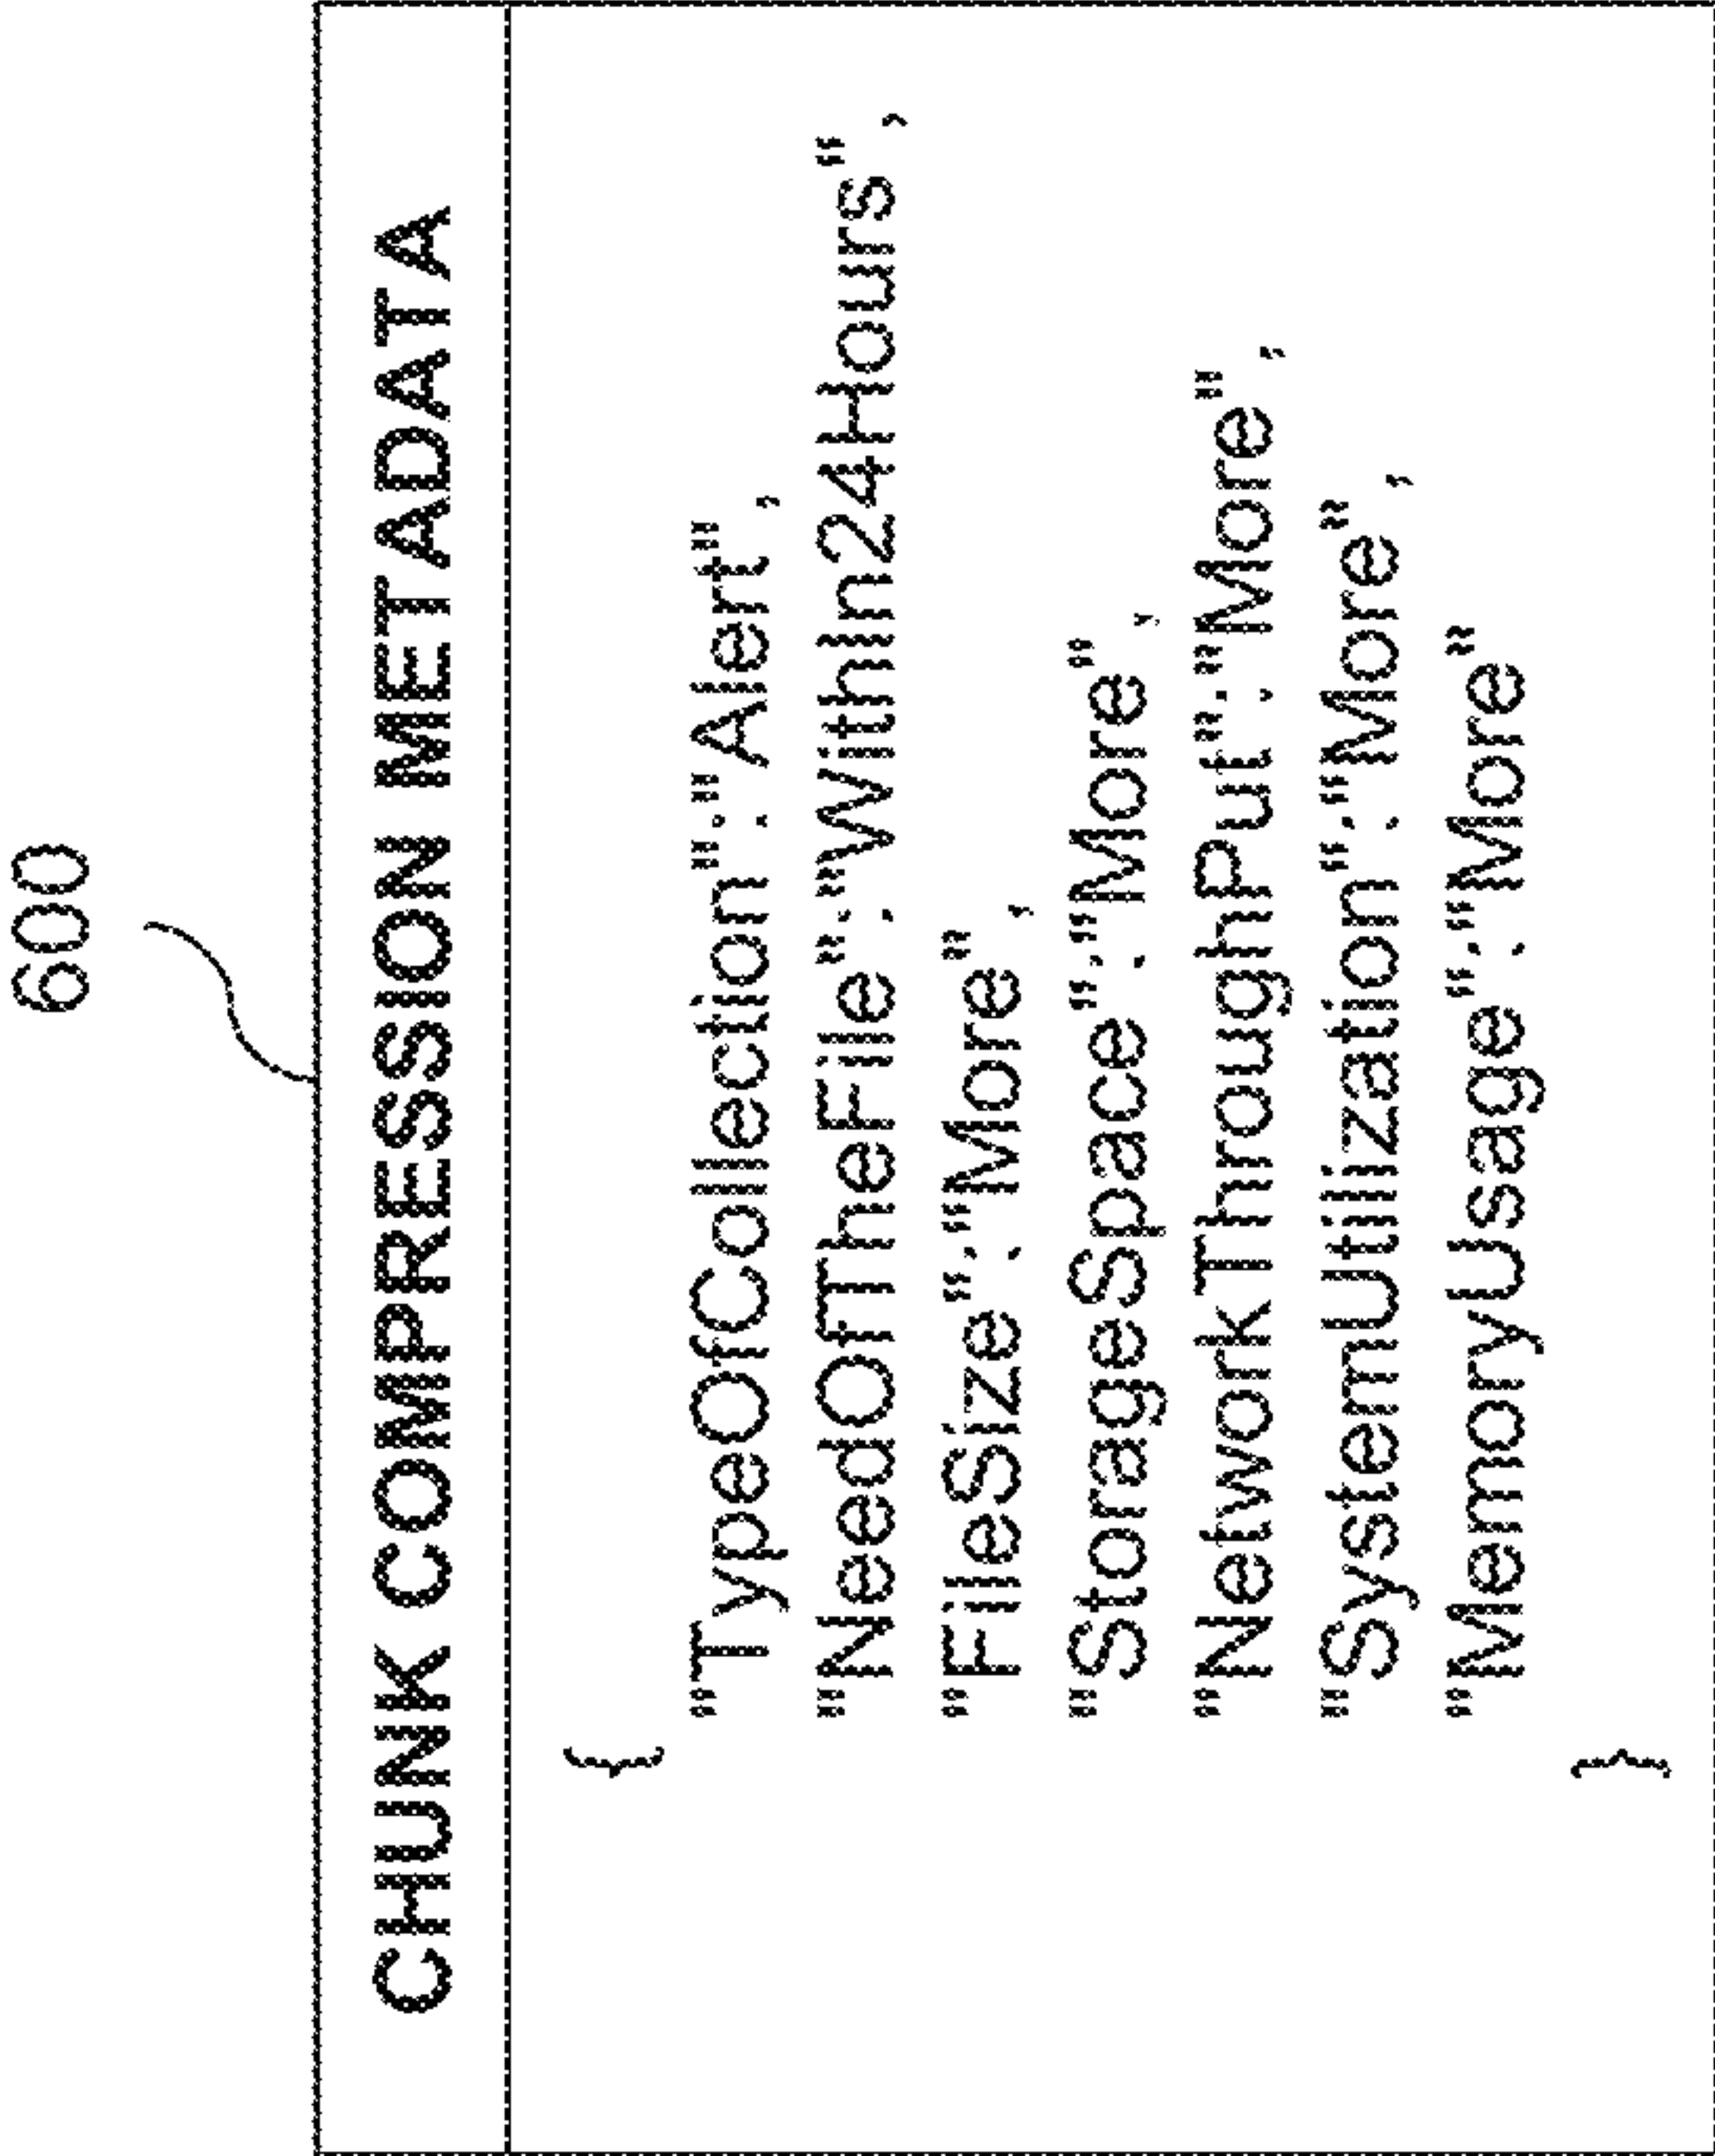 600
CHUNK COMPRESSION METADATA
{
"TypeOfCollection":"Alert",
"NeedOfTheFile":"WithIn24Hours",
"FileSize":"More",
"StorageSpace":"More",
"NetworkThroughPut":"More",
"SystemUtilization":"More",
"MemoryUsage":"More"
}